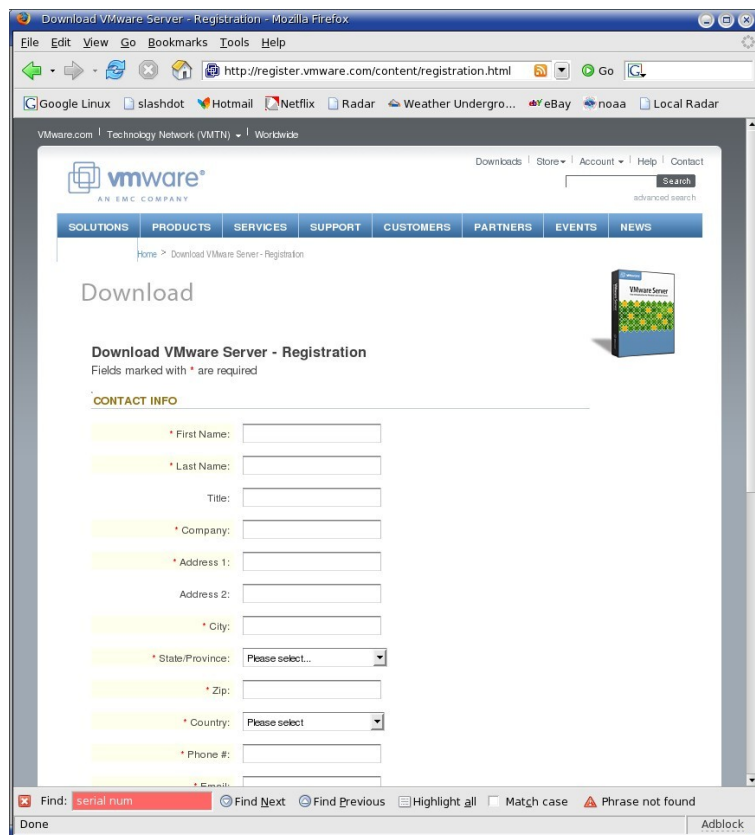 Download VMware Server - Registration - Mozilla Firefox
File Edit View Go Bookmarks Tools Help
http://register.vmware.com/content/registration.html Go G
Google Linux slashdot Hotmail Netflix Radar Weather Undergro... eBay noaa Local Radar
VMware.com Technology Network (VMTN) Worldwide
Downloads Store Account Help Contact
vmware®
AN EMC COMPANY
Search
advanced search
SOLUTIONS PRODUCTS SERVICES SUPPORT CUSTOMERS PARTNERS EVENTS NEWS
Home > Download VMware Server - Registration
Download
vmware
VMware Server
Download VMware Server - Registration
Fields marked with * are required
CONTACT INFO
* First Name:
* Last Name:
Title:
* Company:
* Address 1:
Address 2:
* City:
* State/Province: Please select...
* Zip:
* Country: Please select
* Phone #:
* Email:
Find: serial num Find Next Find Previous Highlight all Match case Phrase not found
Done Adblock